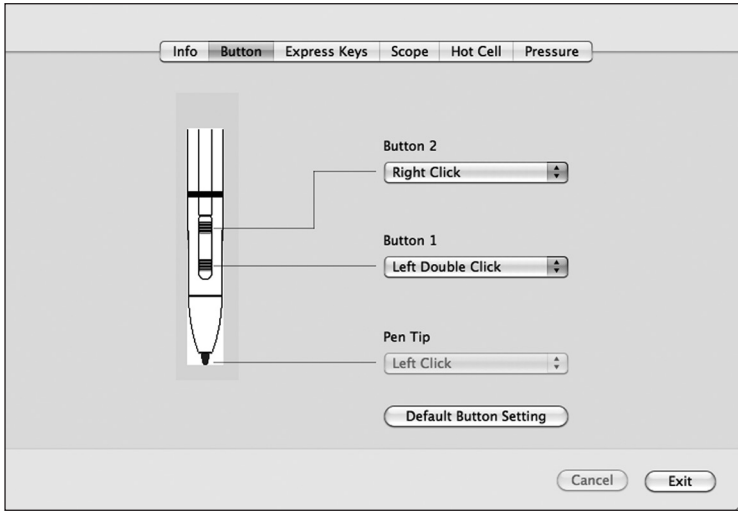 Info Button Express Keys Scope Hot Cell Pressure
Button 2
Right Click
Button 1
Left Double Click
Pen Tip
Left Click
Default Button Setting
Cancel Exit